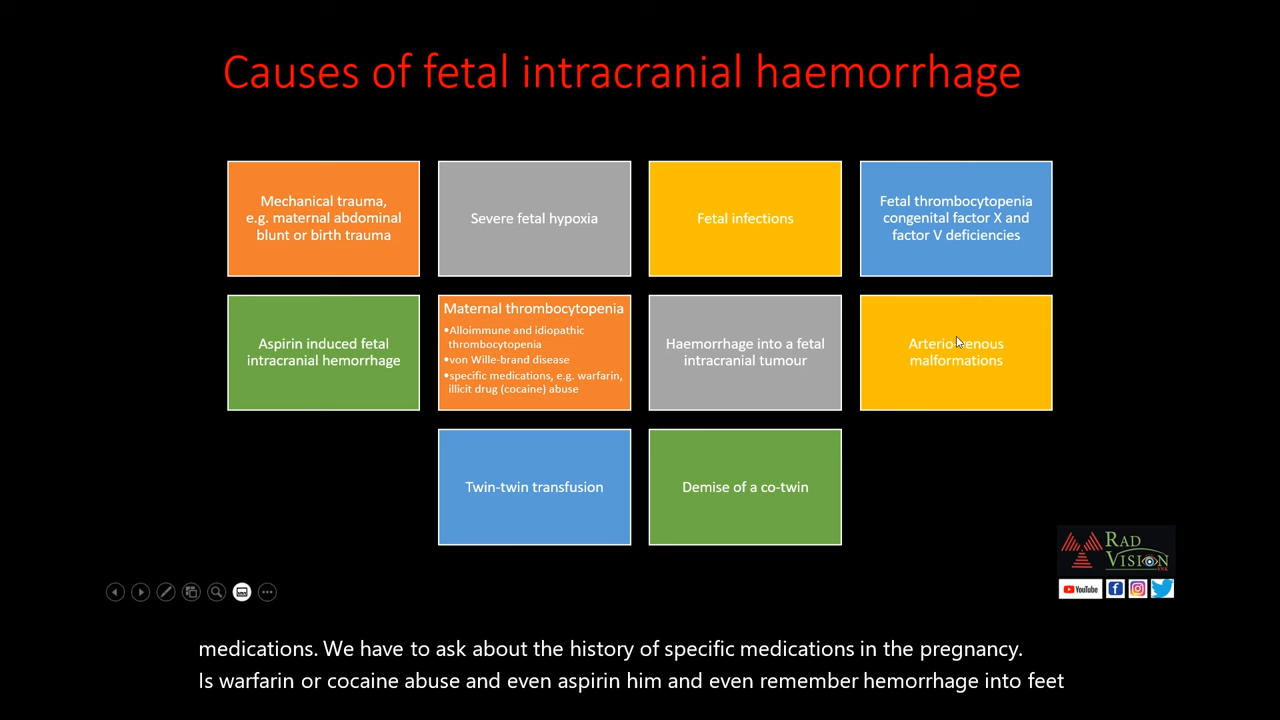 Causes of fetal intracranial haemorrhage
Mechanical trauma,
e.g. maternal abdominal
blunt or birth trauma
Severe fetal hypoxia
Fetal infections
Fetal thrombocytopenia
congenital factor X and
factor V deficiencies
Aspirin induced fetal
intracranial hemorrhage
Maternal thrombocytopenia
•Alloimmune and idiopathic
thrombocytopenia
•von Wille-brand disease
•specific medications, e.g. warfarin,
illicit drug (cocaine) abuse
Haemorrhage into a fetal
intracranial tumour
Arterio-venous
malformations
Twin-twin transfusion
Demise of a co-twin
RAD
VISION
YouTube
medications. We have to ask about the history of specific medications in the pregnancy.
Is warfarin or cocaine abuse and even aspirin him and even remember hemorrhage into feet